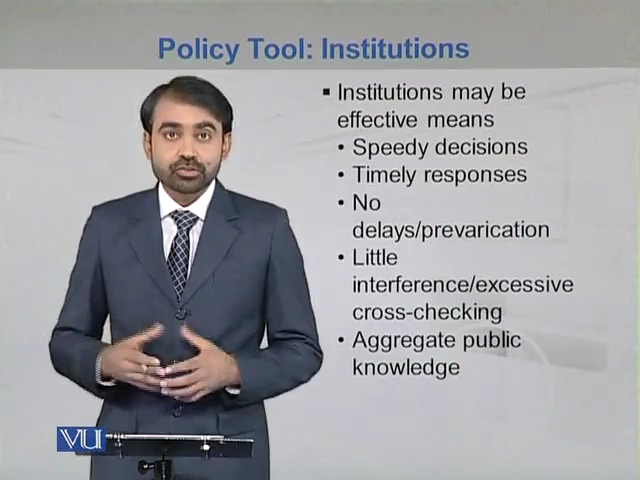 Policy Tool: Institutions
▪ Institutions may be
effective means
• Speedy decisions
• Timely responses
• No
delays/prevarication
• Little
interference/excessive
cross-checking
• Aggregate public
knowledge
VU